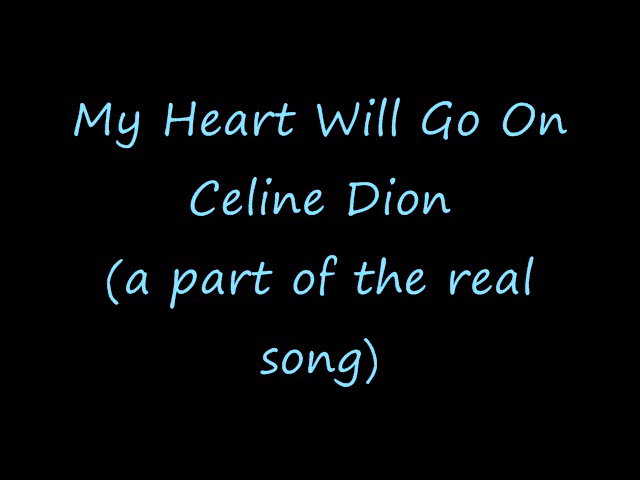 My Heart Will Go On
Celine Dion
(a part of the real
song)